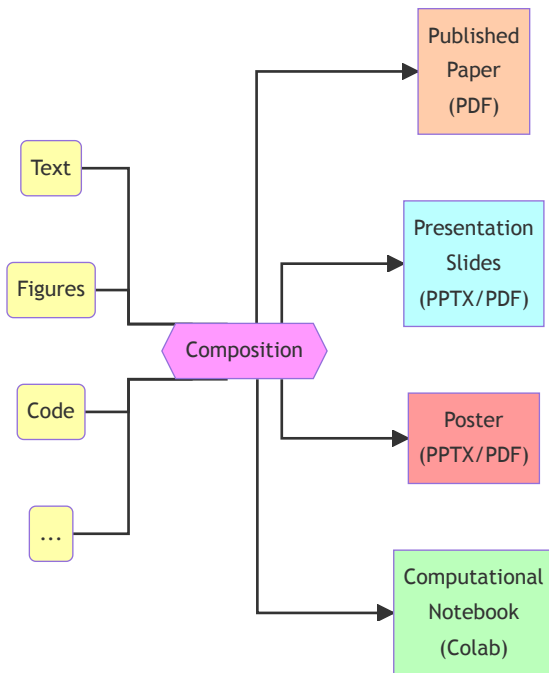 Text
Figures
Code
...
Composition
Published
Paper
(PDF)
Presentation
Slides
(PPTX/PDF)
Poster
(PPTX/PDF)
Computational
Notebook
(Colab)